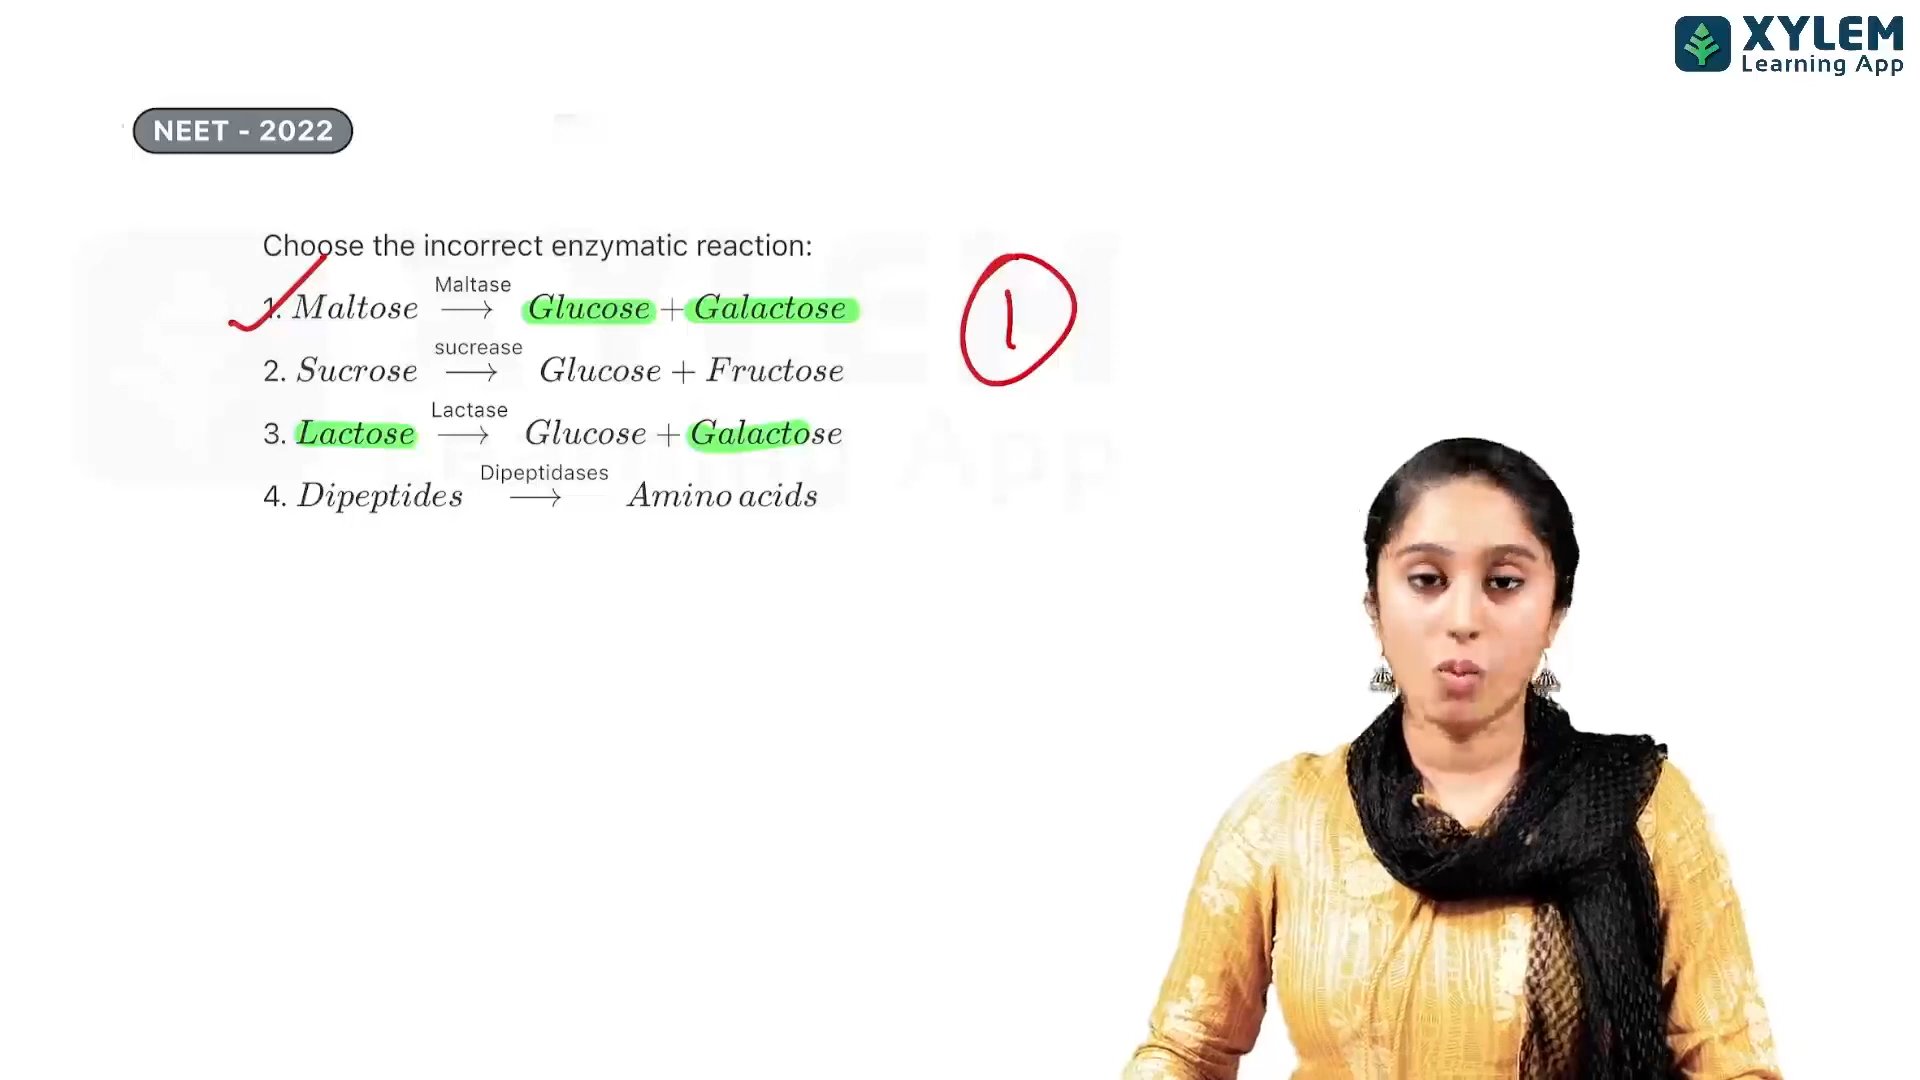 XYLEM
Learning App
NEET - 2022
Choose the incorrect enzymatic reaction:
1. Maltose Maltase ⟶ Glucose + Galactose
1
2. Sucrose sucrease ⟶ Glucose + Fructose
3. Lactose Lactase ⟶ Glucose + Galactose
4. Dipeptides Dipeptidases ⟶ Amino acids